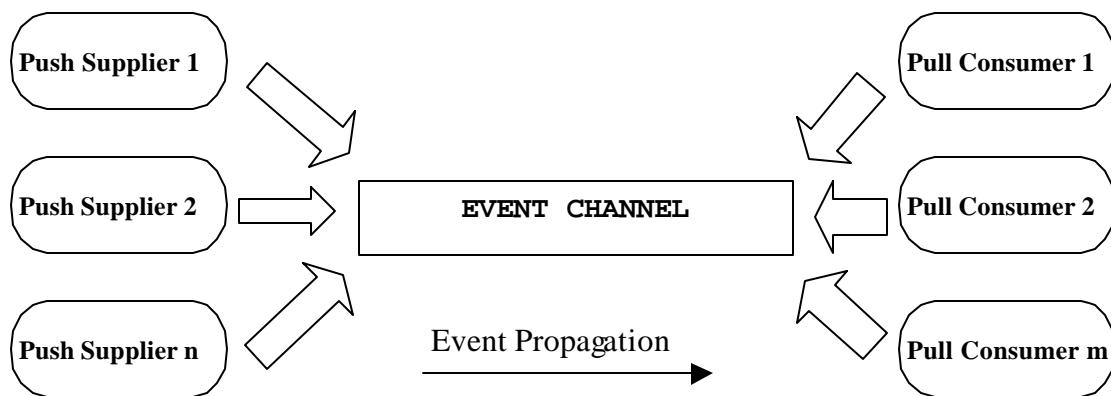 Push Supplier 1
Pull Consumer 1
Push Supplier 2
EVENT CHANNEL
Pull Consumer 2
Push Supplier n
Event Propagation
Pull Consumer m